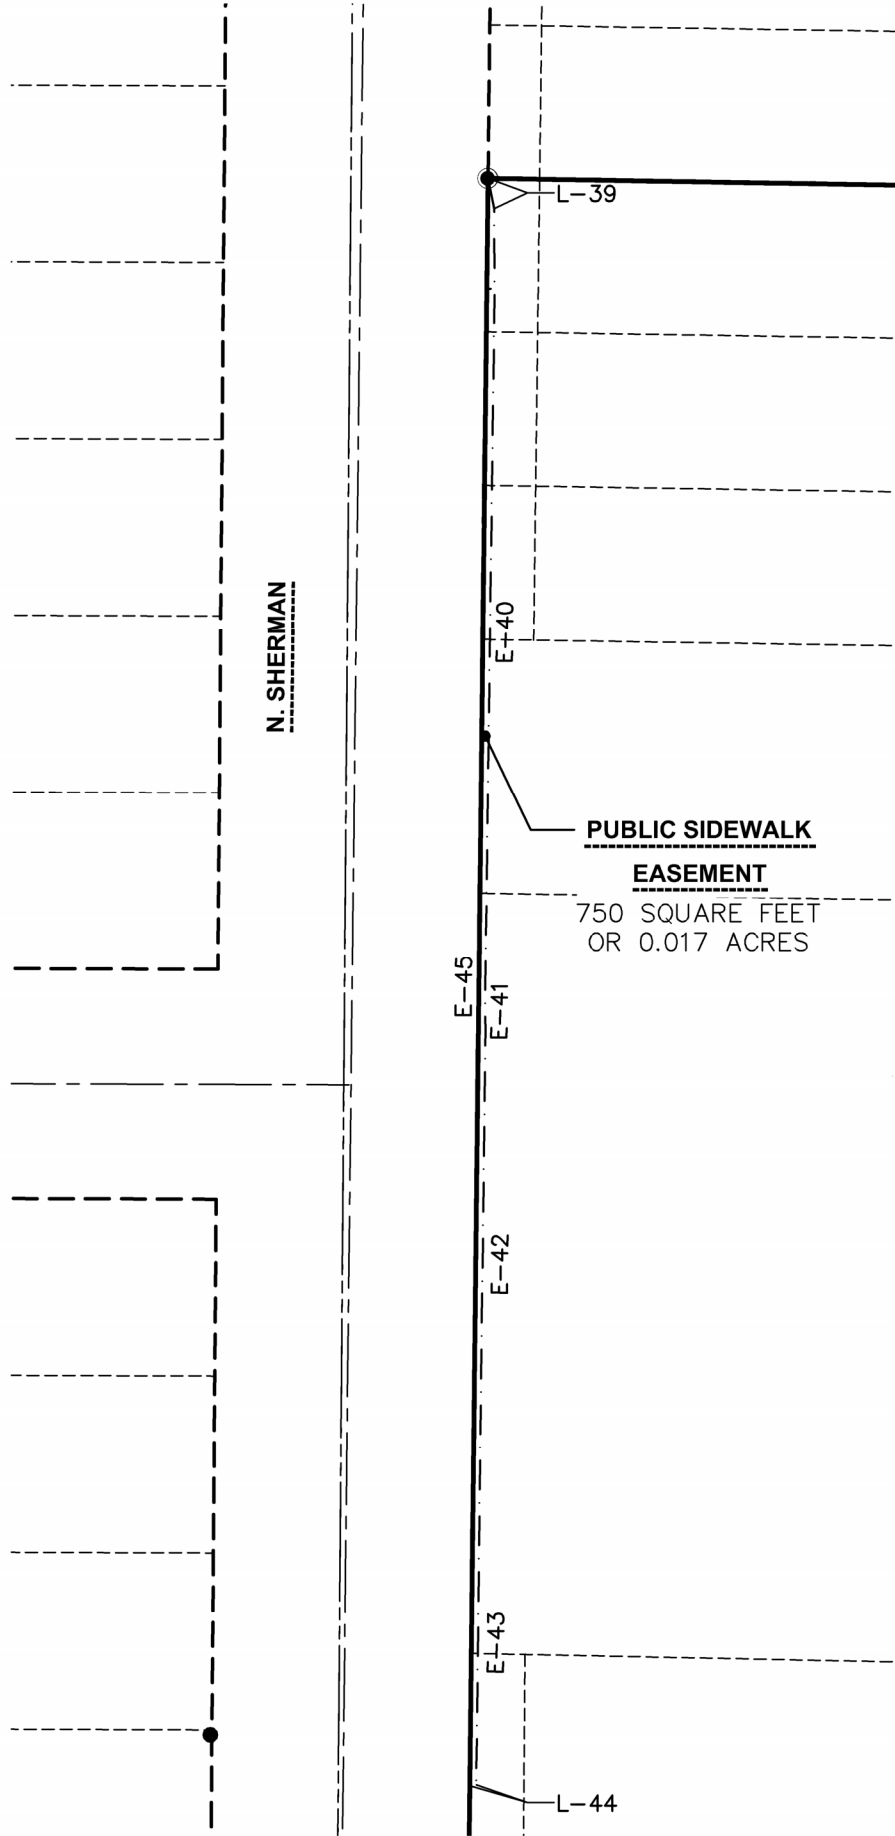 L-39
N. SHERMAN
E-40
PUBLIC SIDEWALK
EASEMENT
750 SQUARE FEET
OR 0.017 ACRES
E-45
E-41
E-42
E-43
L-44